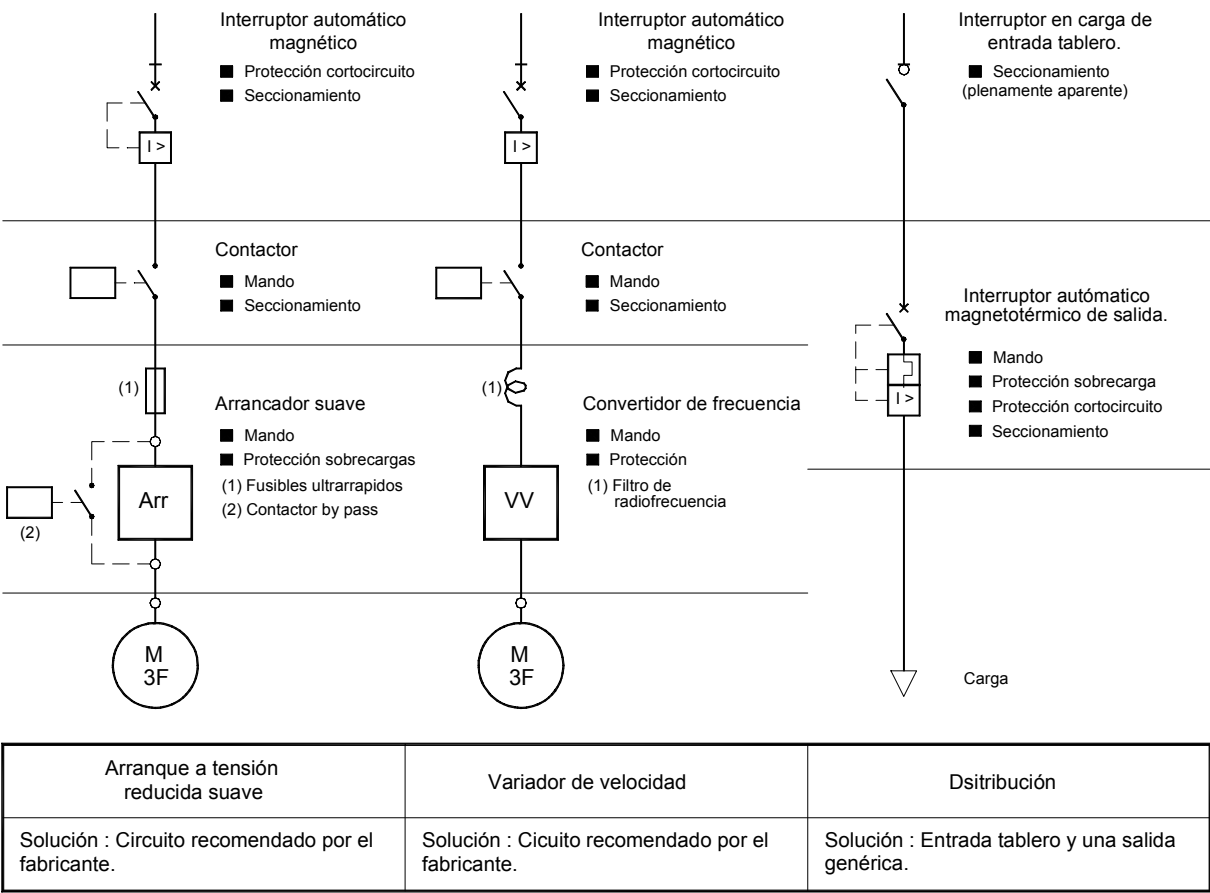 Interruptor automático
magnético
Protección cortocircuito
Seccionamiento
I >
Contactor
Mando
Seccionamiento
(1)
Arrancador suave
Mando
Protección sobrecargas
(1) Fusibles ultrarrapidos
(2) Contactor by pass
Arr
(2)
M
3F
Interruptor automático
magnético
Protección cortocircuito
Seccionamiento
I >
Contactor
Mando
Seccionamiento
(1)
Convertidor de frecuencia
Mando
Protección
(1) Filtro de
radiofrecuencia
VV
M
3F
Interruptor en carga de
entrada tablero.
Seccionamiento
(plenamente aparente)
Interruptor autómatico
magnetotérmico de salida.
Mando
Protección sobrecarga
Protección cortocircuito
Seccionamiento
I >
Carga
Arranque a tensión
reducida suave
Variador de velocidad
Dsitribución
Solución : Circuito recomendado por el
fabricante.
Solución : Cicuito recomendado por el
fabricante.
Solución : Entrada tablero y una salida
genérica.